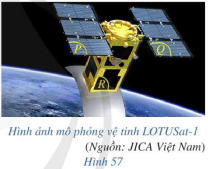 P
Q
R
Hình ảnh mô phỏng vệ tinh LOTUSat-1
(Nguồn: JICA Việt Nam)
Hình 57